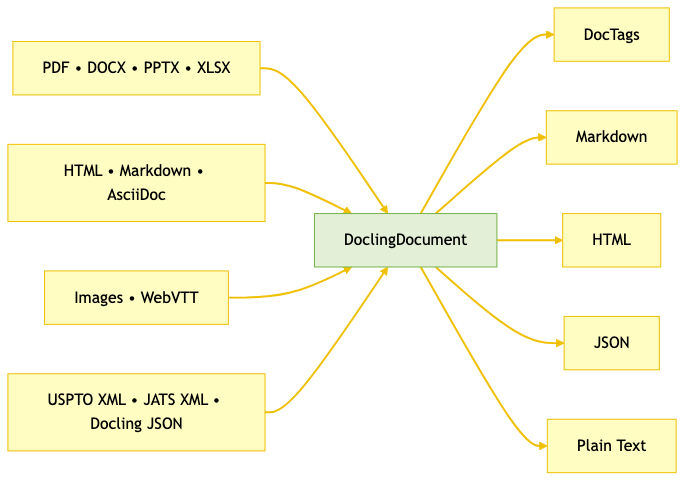 PDF • DOCX • PPTX • XLSX
HTML • Markdown •
AsciiDoc
Images • WebVTT
USPTO XML • JATS XML •
Docling JSON
DoclingDocument
DocTags
Markdown
HTML
JSON
Plain Text